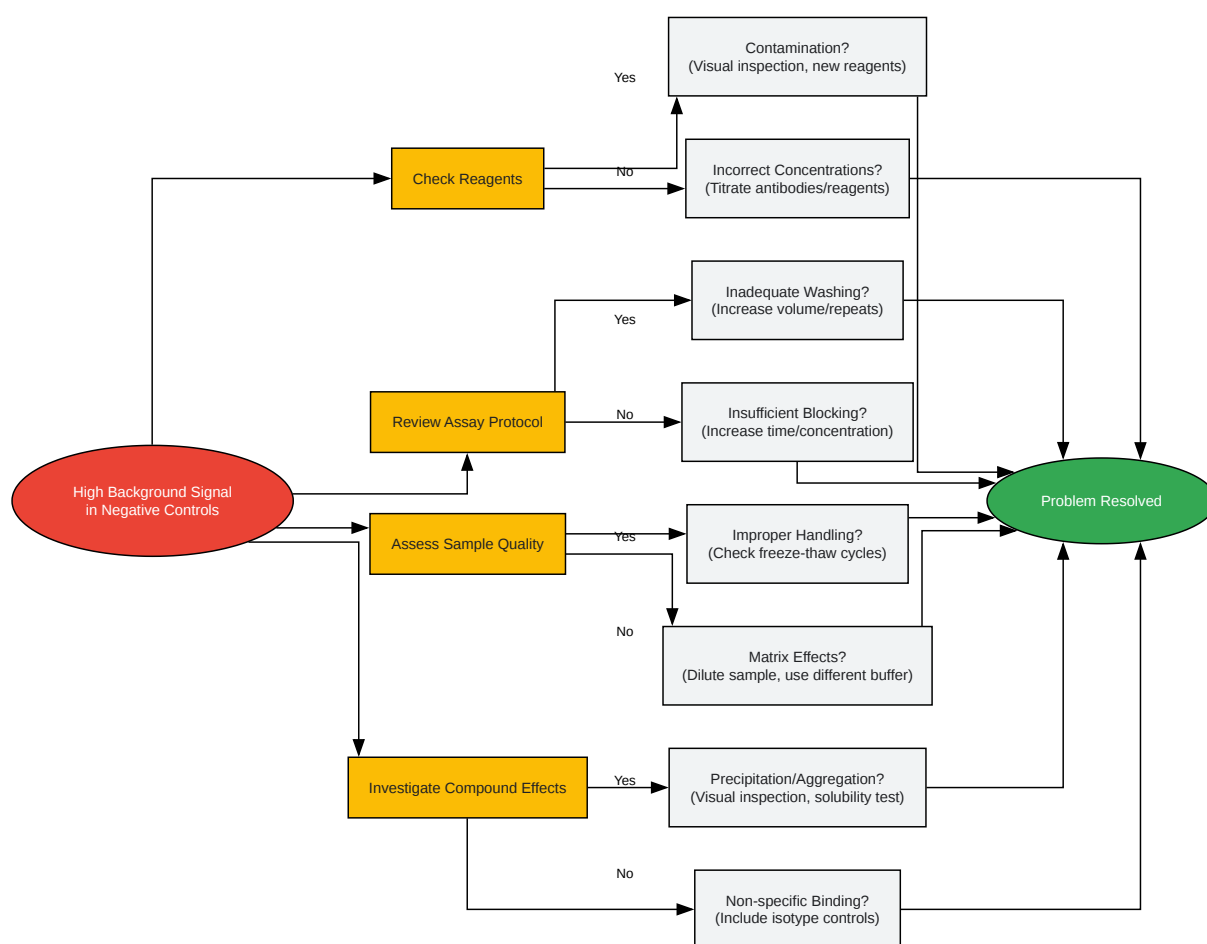 Contamination?
(Visual inspection, new reagents)
Yes
Check Reagents
No
Incorrect Concentrations?
(Titrate antibodies/reagents)
Inadequate Washing?
(Increase volume/repeats)
Yes
Review Assay Protocol
No
Insufficient Blocking?
(Increase time/concentration)
High Background Signal
in Negative Controls
Problem Resolved
Assess Sample Quality
Yes
Improper Handling?
(Check freeze-thaw cycles)
No
Matrix Effects?
(Dilute sample, use different buffer)
Investigate Compound Effects
Yes
Precipitation/Aggregation?
(Visual inspection, solubility test)
No
Non-specific Binding?
(Include isotype controls)